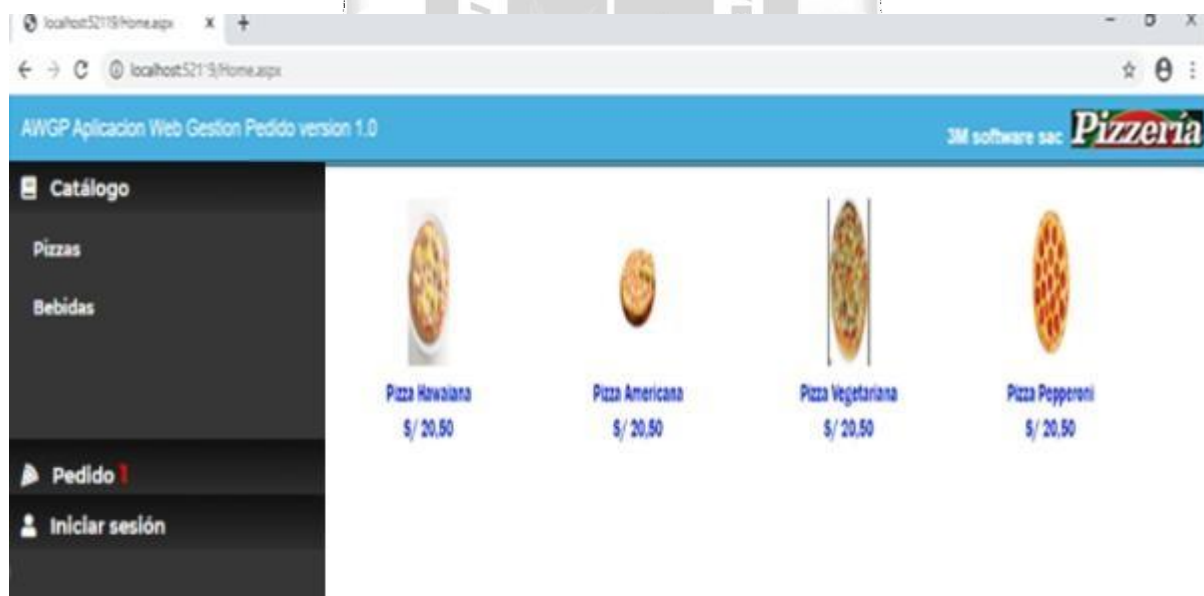 localhost:52119/Home.aspx
localhost:52119/Home.aspx
AWGP Aplicacion Web Gestion Pedido version 1.0
3M software sac
Pizzería
Catálogo
Pizzas
Bebidas
Pizza Hawaiana
S/ 20,50
Pizza Americana
S/ 20,50
Pizza Vegetariana
S/ 20,50
Pizza Pepperoni
S/ 20,50
Pedido 1
Iniciar sesión